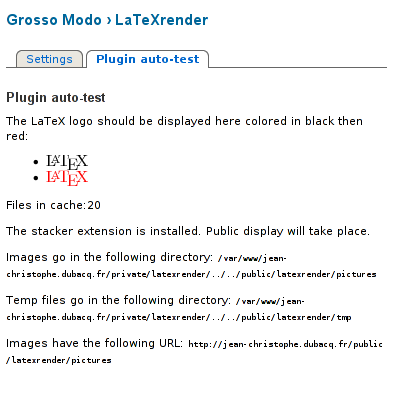 Grosso Modo › LaTeXrender
Settings
Plugin auto-test
Plugin auto-test
The LaTeX logo should be displayed here colored in black then
red:
• LATEX
• LATEX
Files in cache:20
The stacker extension is installed. Public display will take place.
Images go in the following directory: /var/www/jean-
christophe.dubacq.fr/private/latexrender/../../public/latexrender/pictures
Temp files go in the following directory: /var/www/jean-
christophe.dubacq.fr/private/latexrender/../../public/latexrender/tmp
Images have the following URL: http://jean-christophe.dubacq.fr/public
/latexrender/pictures